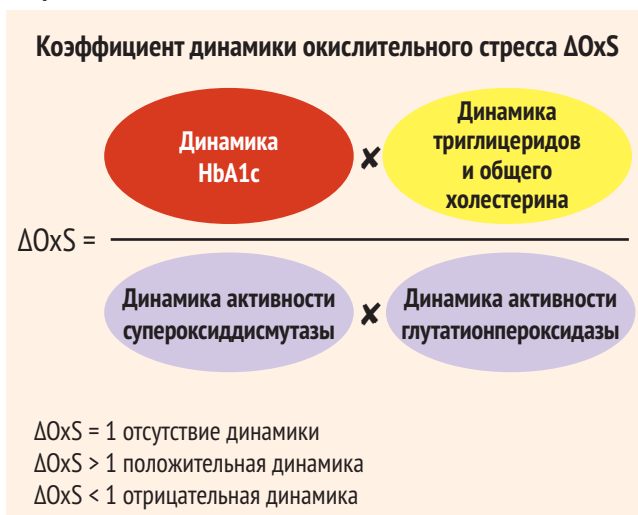 Коэффициент динамики окислительного стресса ΔOxS
Динамика
HbA1c
✘
Динамика
триглицеридов
и общего
холестерина
ΔOxS =
Динамика активности
супероксиддисмутазы
✘
Динамика активности
глутатионпероксидазы
ΔOxS = 1 отсутствие динамики
ΔOxS > 1 положительная динамика
ΔOxS < 1 отрицательная динамика